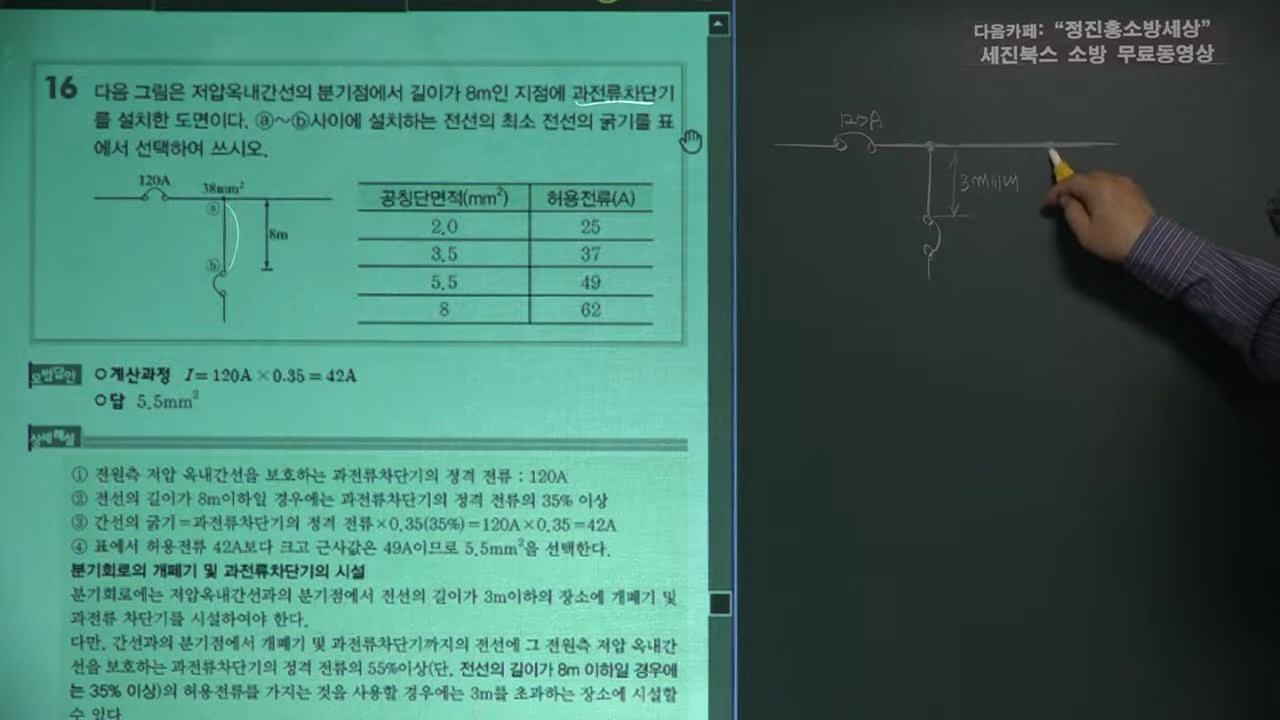 다음카페: “정진홍소방세상”
세진북스 소방 무료동영상
16 다음 그림은 저압옥내간선의 분기점에서 길이가 8m인 지점에 과전류차단기
를 설치한 도면이다. ⓐ~ⓑ사이에 설치하는 전선의 최소 전선의 굵기를 표
에서 선택하여 쓰시오.
120A
38mm²
ⓐ
8m
ⓑ
공칭단면적(mm²) 허용전류(A)
2.0 25
3.5 37
5.5 49
8 62
모범답안 ○계산과정 I=120A×0.35=42A
○답 5.5mm²
상세해설
① 전원측 저압 옥내간선을 보호하는 과전류차단기의 정격 전류 : 120A
② 전선의 길이가 8m이하일 경우에는 과전류차단기의 정격 전류의 35% 이상
③ 간선의 굵기=과전류차단기의 정격 전류×0.35(35%)=120A×0.35=42A
④ 표에서 허용전류 42A보다 크고 근사값은 49A이므로 5.5mm²을 선택한다.
분기회로의 개폐기 및 과전류차단기의 시설
분기회로에는 저압옥내간선과의 분기점에서 전선의 길이가 3m이하의 장소에 개폐기 및
과전류 차단기를 시설하여야 한다.
다만, 간선과의 분기점에서 개폐기 및 과전류차단기까지의 전선에 그 전원측 저압 옥내간
선을 보호하는 과전류차단기의 정격 전류의 55%이상(단, 전선의 길이가 8m 이하일 경우에
는 35% 이상)의 허용전류를 가지는 것을 사용할 경우에는 3m를 초과하는 장소에 시설할
수 있다
120A
3m이내